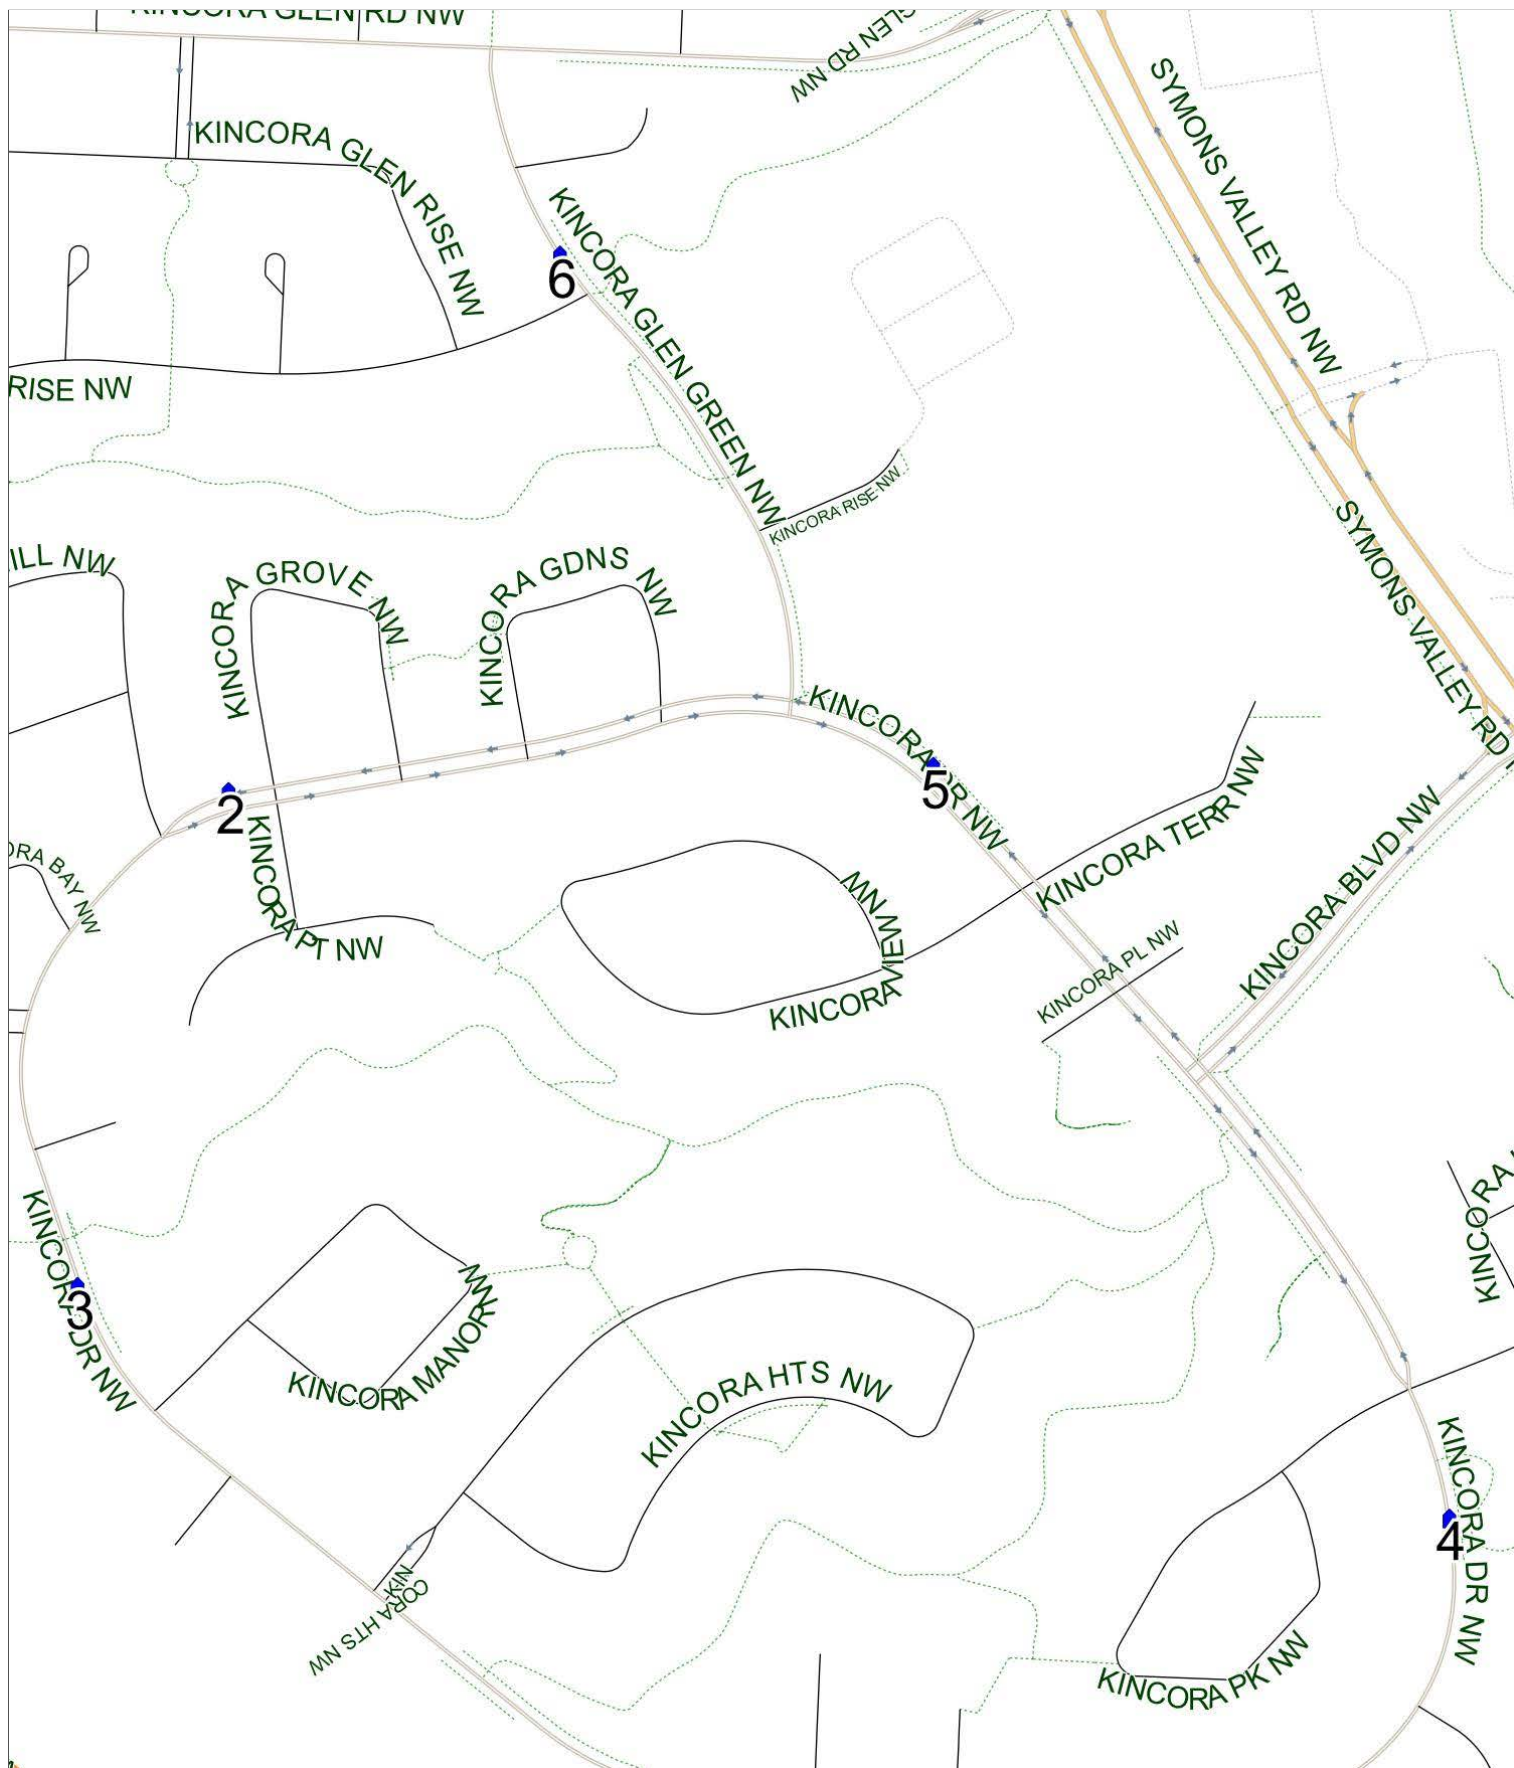 KINCORA GLEN RD NW
GLEN RD NW
SYMONS VALLEY RD NW
KINCORA GLEN RISE NW
KINCORA GLEN GREEN NW
6
RISE NW
KINCORA RISE NW
SYMONS VALLEY RD
ILL NW
KINCORA GROVE NW
KINCORA GDNS NW
KINCORA DR NW
5
2
KINCORA TERR NW
KINCORA BLVD NW
ORA BAY NW
KINCORA PT NW
KINCORA VIEW NW
KINCORA PL NW
KINCORA DR NW
3
KINCORA
KINCORA MANOR NW
KINCORA HTS NW
KINCORA DR NW
4
KINCORA HTS NW
KINCORA PK NW